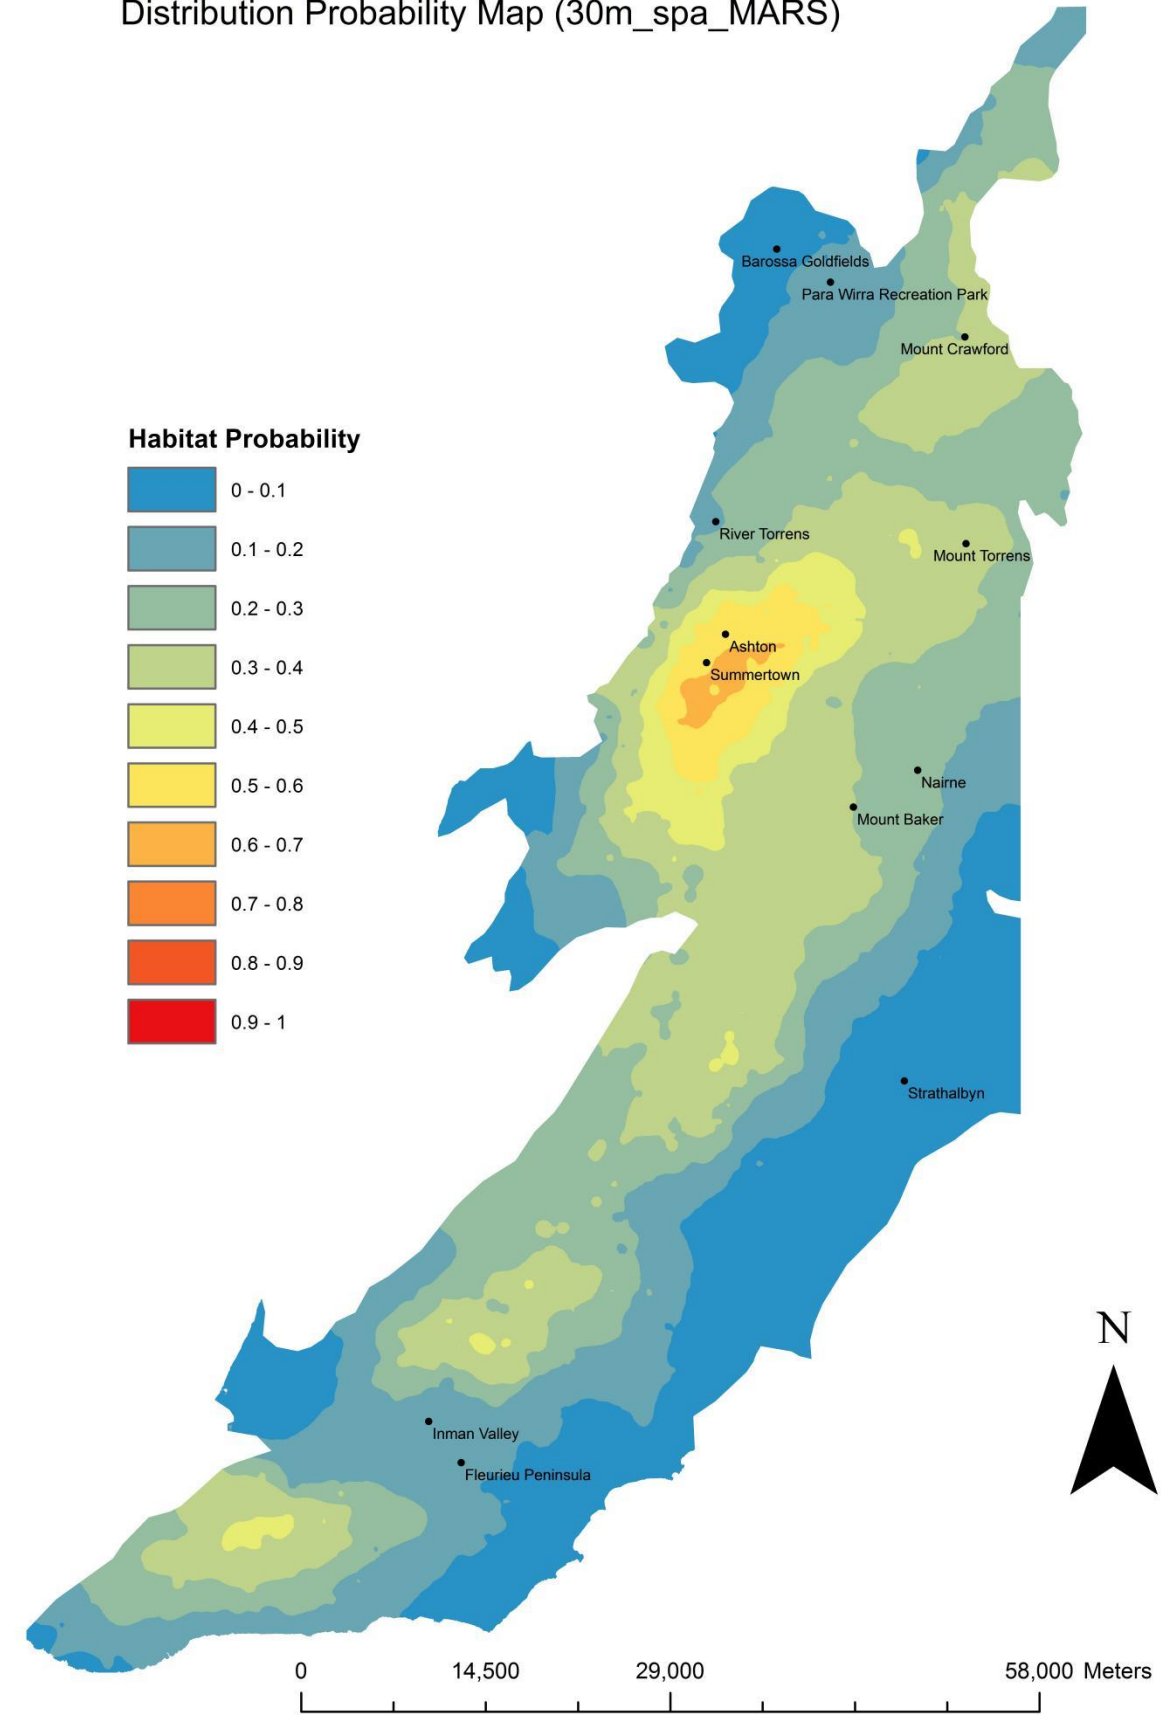 Distribution Probability Map (30m_spa_MARS)
Barossa Goldfields
Para Wirra Recreation Park
Mount Crawford
Habitat Probability
0 - 0.1
0.1 - 0.2
0.2 - 0.3
0.3 - 0.4
0.4 - 0.5
0.5 - 0.6
0.6 - 0.7
0.7 - 0.8
0.8 - 0.9
0.9 - 1
River Torrens
Mount Torrens
Ashton
Summertown
Nairne
Mount Baker
Strathalbyn
N
Inman Valley
Fleurieu Peninsula
0 14,500 29,000 58,000 Meters